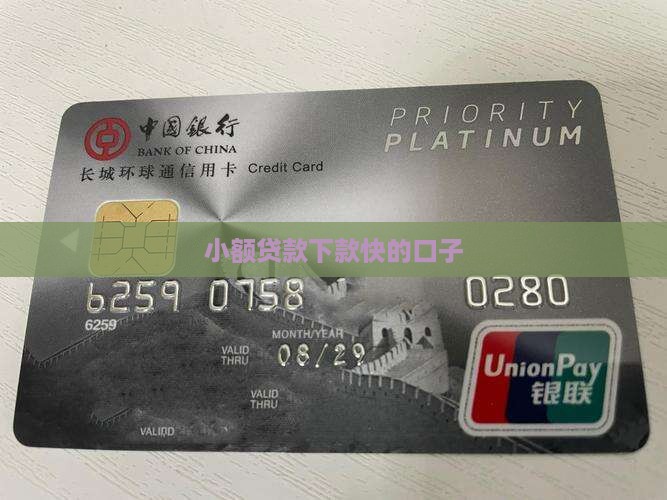 PRIORITY
PLATINUM
中國銀行
BANK OF CHINA
长城环球通信用卡 Credit Card
小额贷款下款快的口子
6259 0758 0280
6259
MONTH/YEAR
VALID THRU 08/29
VALID THRU
VALID
UnionPay
银联